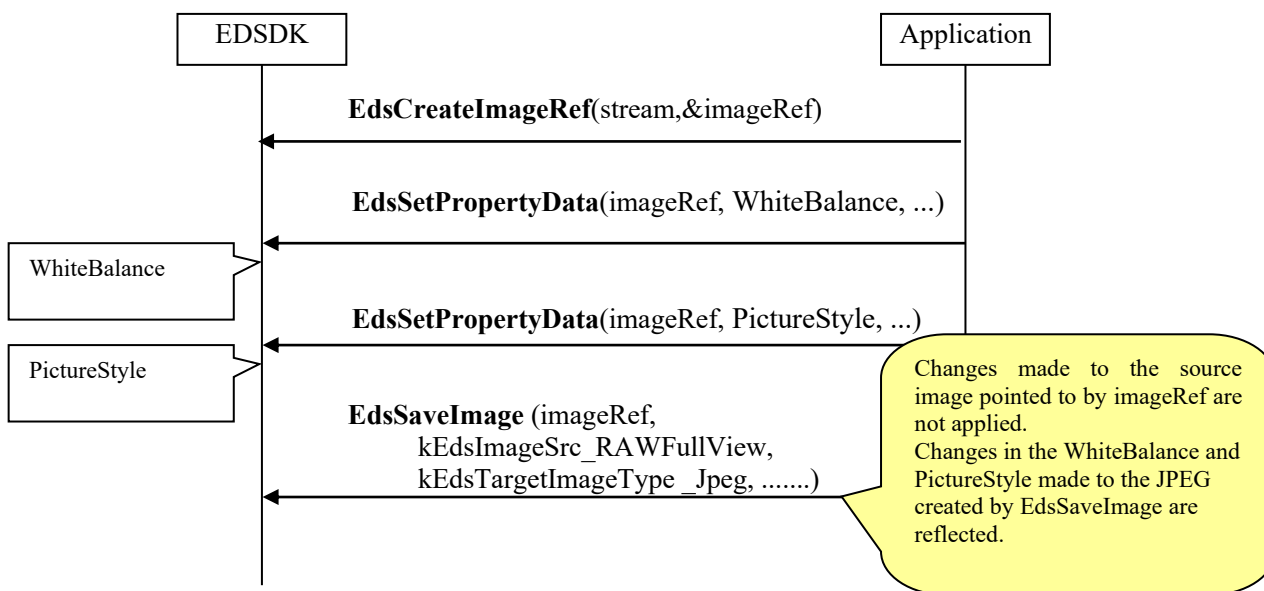 EDSDK
Application
EdsCreateImageRef(stream,&imageRef)
EdsSetPropertyData(imageRef, WhiteBalance, ...)
WhiteBalance
EdsSetPropertyData(imageRef, PictureStyle, ...)
PictureStyle
EdsSaveImage (imageRef,
kEdsImageSrc_RAWFullView,
kEdsTargetImageType _Jpeg, .......)
Changes made to the source
image pointed to by imageRef are
not applied.
Changes in the WhiteBalance and
PictureStyle made to the JPEG
created by EdsSaveImage are
reflected.